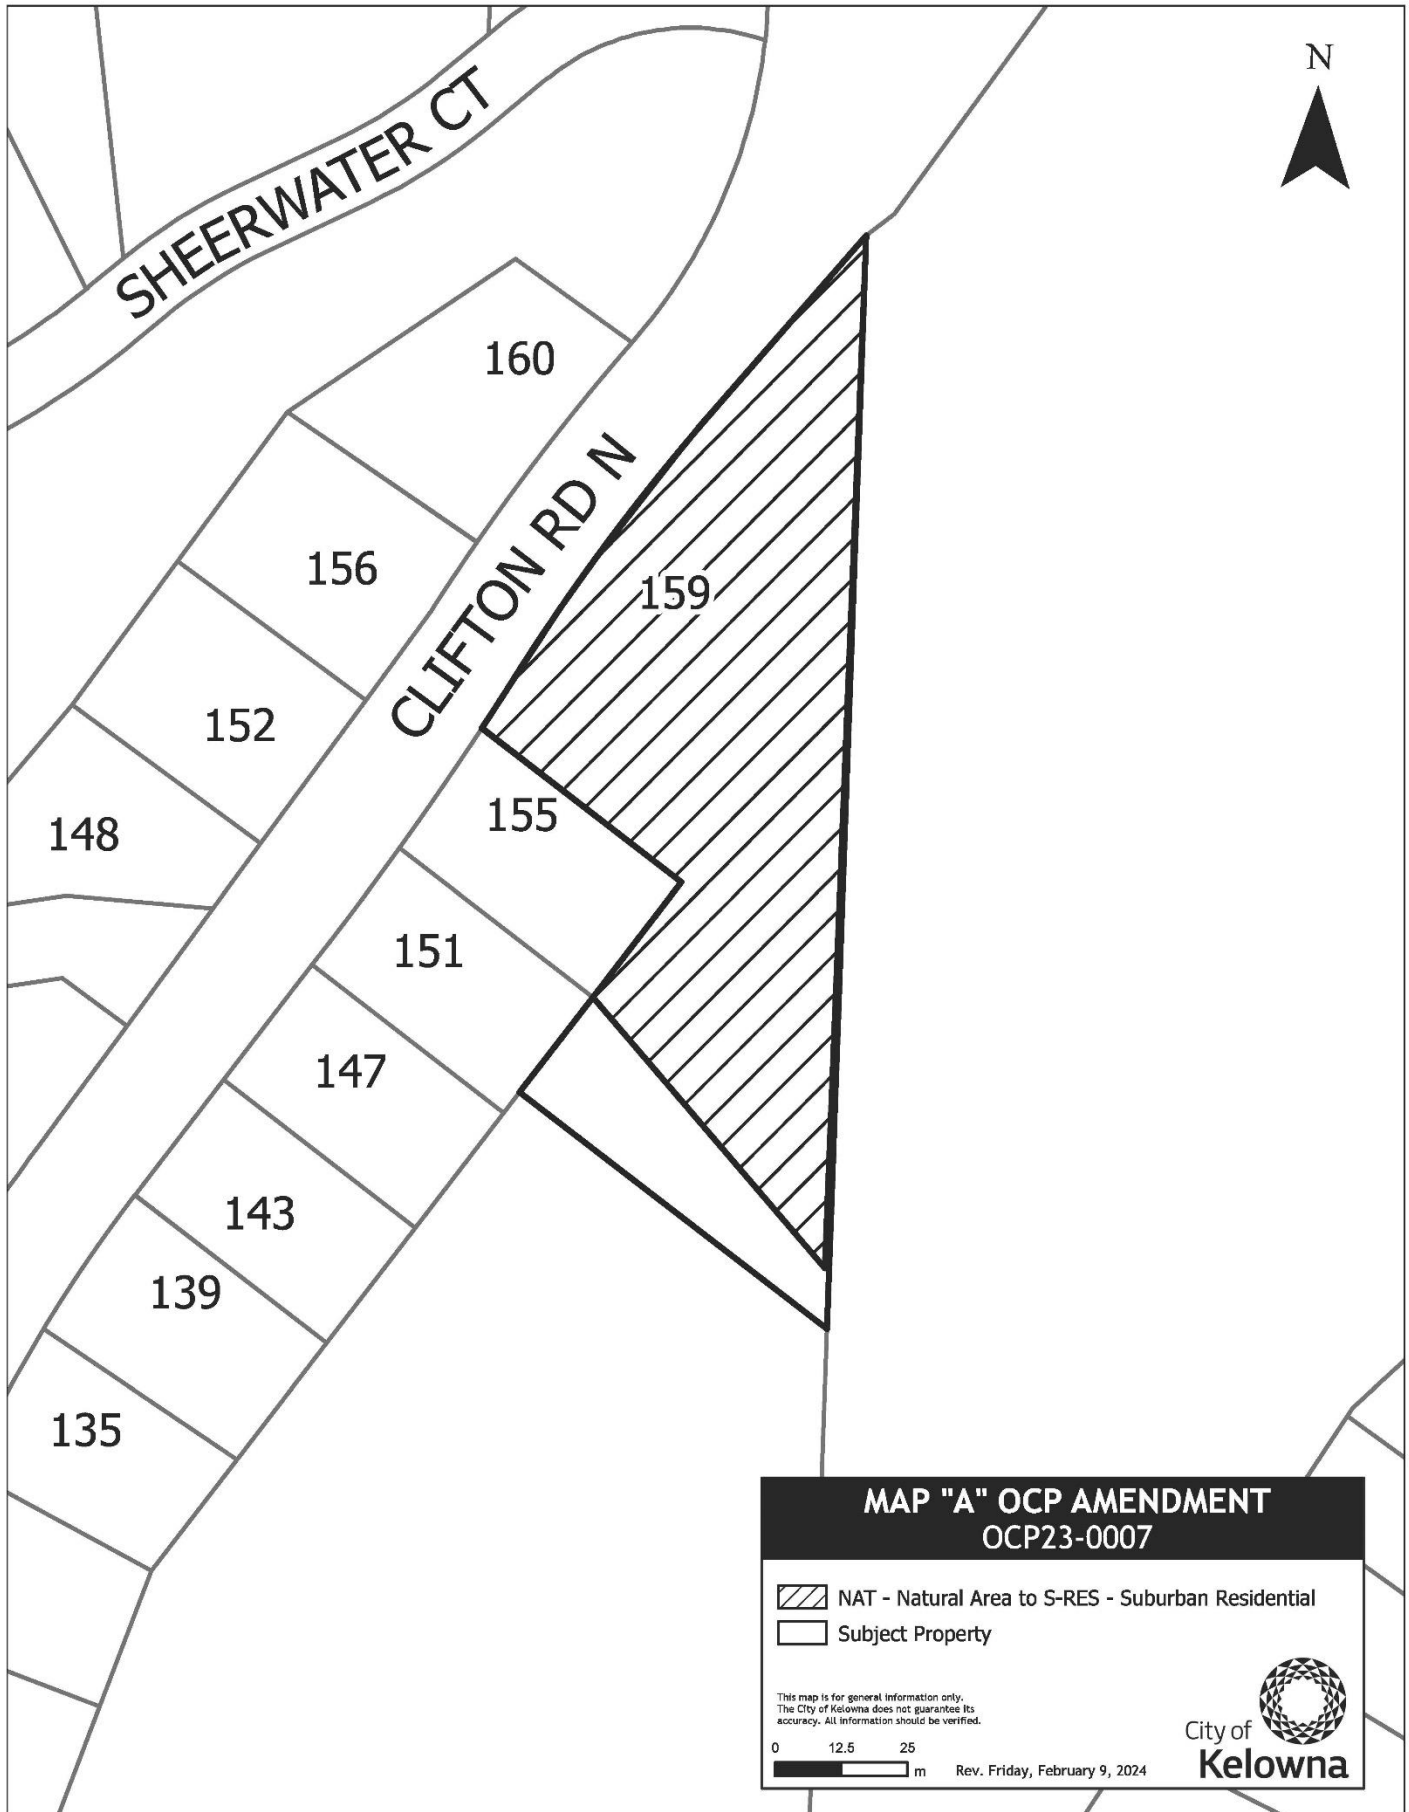 N
SHEERWATER CT
160
CLIFTON RD N
156
159
152
155
148
151
147
143
139
135
MAP "A" OCP AMENDMENT
OCP23-0007
NAT - Natural Area to S-RES - Suburban Residential
Subject Property
This map is for general information only.
The City of Kelowna does not guarantee its
accuracy. All information should be verified.
0 12.5 25
m
Rev. Friday, February 9, 2024
City of
Kelowna